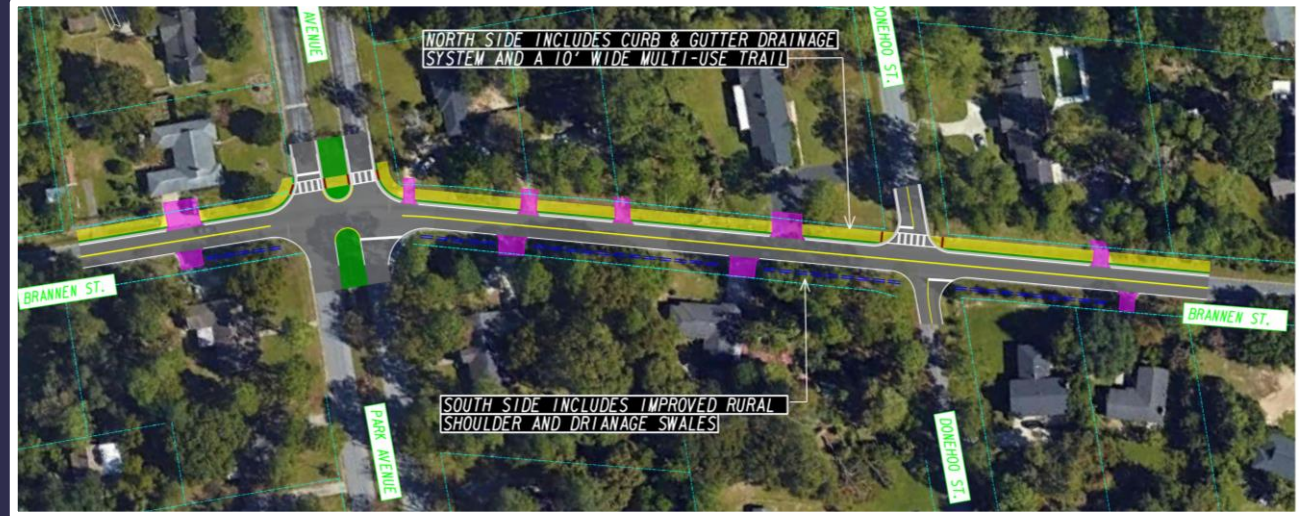 AVENUE
DONEHOO ST.
NORTH SIDE INCLUDES CURB & GUTTER DRAINAGE
SYSTEM AND A 10' WIDE MULTI-USE TRAIL
BRANNEN ST.
BRANNEN ST.
SOUTH SIDE INCLUDES IMPROVED RURAL
SHOULDER AND DRIANAGE SWALES
PARK AVENUE
DONEHOO ST.